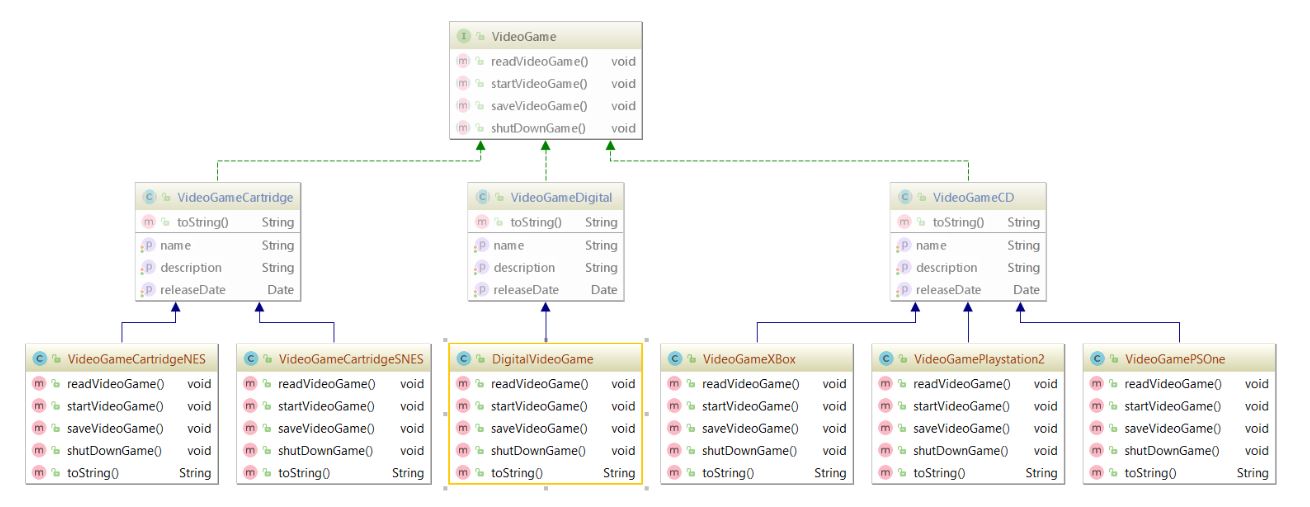 I VideoGame
m readVideoGame() void
m startVideoGame() void
m saveVideoGame() void
m shutDownGame() void
C VideoGameCartridge
m toString() String
p name String
p description String
p releaseDate Date
C VideoGameDigital
m toString() String
p name String
p description String
p releaseDate Date
C VideoGameCD
m toString() String
p name String
p description String
p releaseDate Date
C VideoGameCartridgeNES
m readVideoGame() void
m startVideoGame() void
m saveVideoGame() void
m shutDownGame() void
m toString() String
C VideoGameCartridgeSNES
m readVideoGame() void
m startVideoGame() void
m saveVideoGame() void
m shutDownGame() void
m toString() String
C DigitalVideoGame
m readVideoGame() void
m startVideoGame() void
m saveVideoGame() void
m shutDownGame() void
m toString() String
C VideoGameXBox
m readVideoGame() void
m startVideoGame() void
m saveVideoGame() void
m shutDownGame() void
m toString() String
C VideoGamePlaystation2
m readVideoGame() void
m startVideoGame() void
m saveVideoGame() void
m shutDownGame() void
m toString() String
C VideoGamePSOne
m readVideoGame() void
m startVideoGame() void
m saveVideoGame() void
m shutDownGame() void
m toString() String